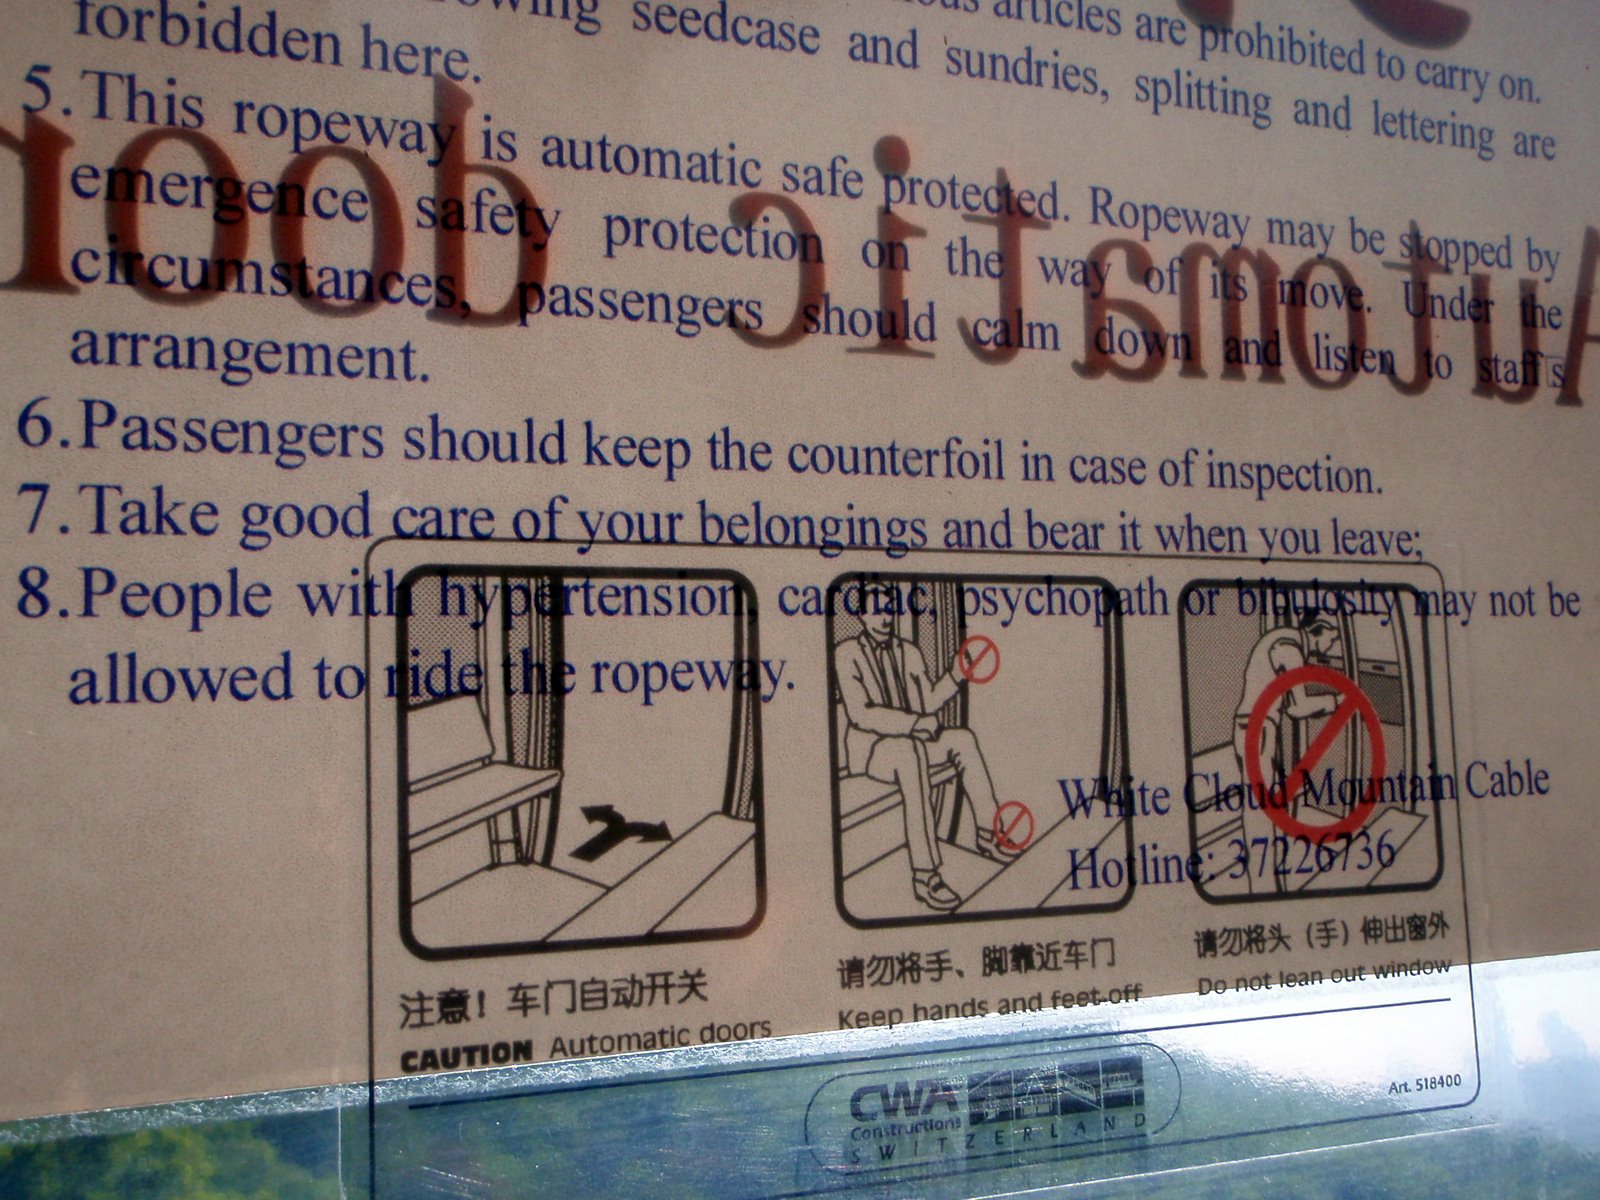 articles are prohibited to carry on.
seedcase and sundries, splitting and lettering are
forbidden here.
5. This ropeway is automatic safe protected. Ropeway may be stopped by
emergence safety protection on the way of its move. Under the
circumstances, passengers should calm down and listen to staff s
arrangement.
6. Passengers should keep the counterfoil in case of inspection.
7. Take good care of your belongings and bear it when you leave;
8. People with hypertension, cardiac, psychopath or bibulosity may not be
allowed to ride the ropeway.
White Cloud Mountain Cable
Hotline: 37226736
Automatic door
注意！车门自动开关
CAUTION Automatic doors
请勿将手、脚靠近车门
Keep hands and feet off
请勿将头（手）伸出窗外
Do not lean out window
CWA
Constructions
SWITZERLAND
Art. 518400